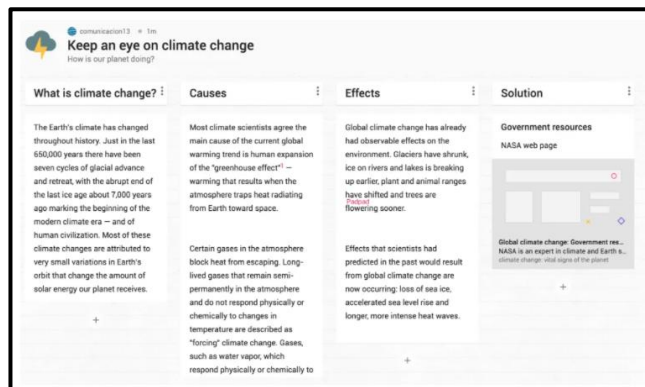 comunicacion13 • 1m
Keep an eye on climate change
How is our planet doing?
What is climate change?
The Earth's climate has changed
throughout history. Just in the last
650,000 years there have been
seven cycles of glacial advance
and retreat, with the abrupt end of
the last ice age about 7,000 years
ago marking the beginning of the
modern climate era — and of
human civilization. Most of these
climate changes are attributed to
very small variations in Earth's
orbit that change the amount of
solar energy our planet receives.
Causes
Most climate scientists agree the
main cause of the current global
warming trend is human expansion
of the "greenhouse effect"¹ —
warming that results when the
atmosphere traps heat radiating
from Earth toward space.
Certain gases in the atmosphere
block heat from escaping. Long-
lived gases that remain semi-
permanently in the atmosphere
and do not respond physically or
chemically to changes in
temperature are described as
"forcing" climate change. Gases,
such as water vapor, which
respond physically or chemically to
Effects
Global climate change has already
had observable effects on the
environment. Glaciers have shrunk,
ice on rivers and lakes is breaking
up earlier, plant and animal ranges
have shifted and trees are
Padpad
flowering sooner.
Effects that scientists had
predicted in the past would result
from global climate change are
now occurring: loss of sea ice,
accelerated sea level rise and
longer, more intense heat waves.
Solution
Government resources
NASA web page
Global climate change: Government res...
NASA is an expert in climate and Earth s...
climate change: vital signs of the planet